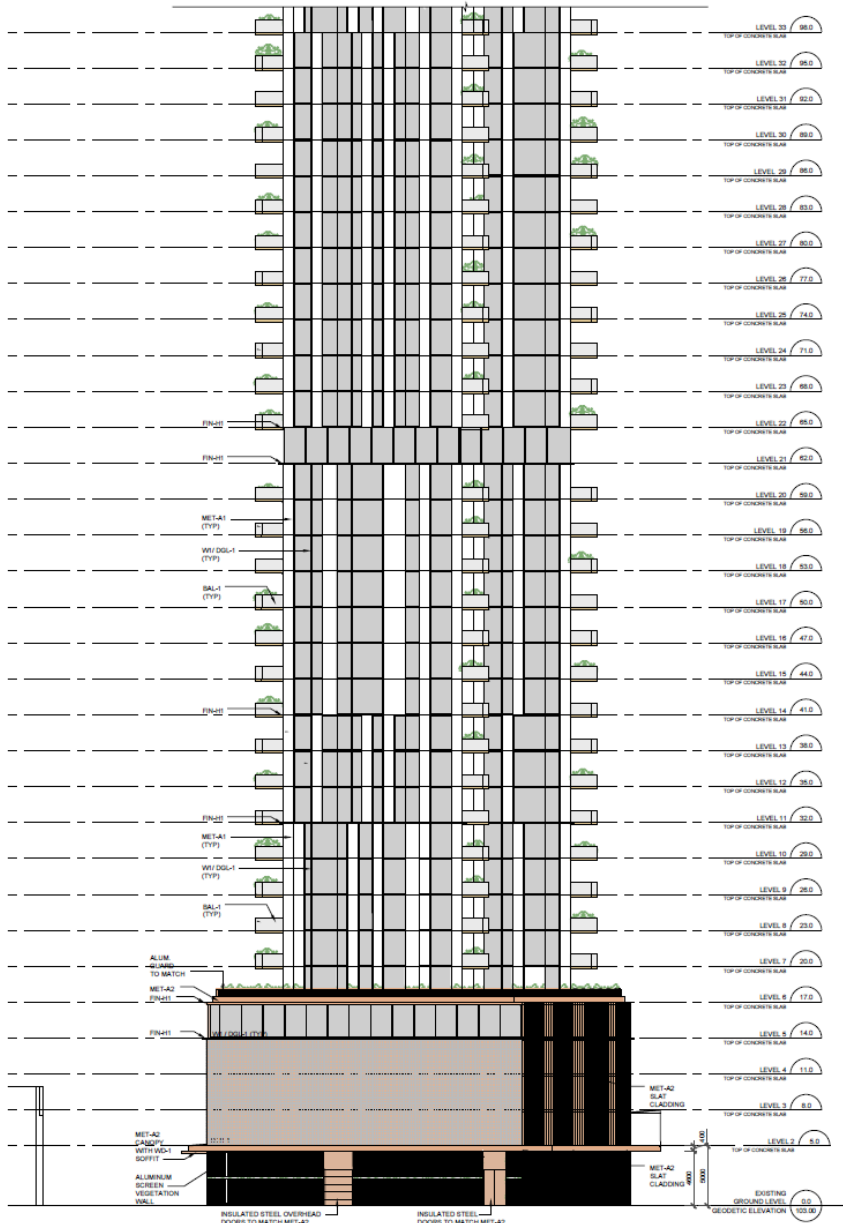 LEVEL 33 98.0
TOP OF CONCRETE SLAB
LEVEL 32 95.0
TOP OF CONCRETE SLAB
LEVEL 31 92.0
TOP OF CONCRETE SLAB
LEVEL 30 89.0
TOP OF CONCRETE SLAB
LEVEL 29 86.0
TOP OF CONCRETE SLAB
LEVEL 28 83.0
TOP OF CONCRETE SLAB
LEVEL 27 80.0
TOP OF CONCRETE SLAB
LEVEL 26 77.0
TOP OF CONCRETE SLAB
LEVEL 25 74.0
TOP OF CONCRETE SLAB
LEVEL 24 71.0
TOP OF CONCRETE SLAB
LEVEL 23 68.0
TOP OF CONCRETE SLAB
FIN-H1
LEVEL 22 65.0
TOP OF CONCRETE SLAB
FIN-H1
LEVEL 21 62.0
TOP OF CONCRETE SLAB
LEVEL 20 59.0
TOP OF CONCRETE SLAB
MET-A1
(TYP)
LEVEL 19 56.0
TOP OF CONCRETE SLAB
W1/ DGL-1
(TYP)
LEVEL 18 53.0
TOP OF CONCRETE SLAB
BAL-1
(TYP)
LEVEL 17 50.0
TOP OF CONCRETE SLAB
LEVEL 16 47.0
TOP OF CONCRETE SLAB
LEVEL 15 44.0
TOP OF CONCRETE SLAB
FIN-H1
LEVEL 14 41.0
TOP OF CONCRETE SLAB
LEVEL 13 38.0
TOP OF CONCRETE SLAB
LEVEL 12 35.0
TOP OF CONCRETE SLAB
FIN-H1
LEVEL 11 32.0
TOP OF CONCRETE SLAB
MET-A1
(TYP)
LEVEL 10 29.0
TOP OF CONCRETE SLAB
W1/ DGL-1
(TYP)
LEVEL 9 26.0
TOP OF CONCRETE SLAB
BAL-1
(TYP)
LEVEL 8 23.0
TOP OF CONCRETE SLAB
LEVEL 7 20.0
TOP OF CONCRETE SLAB
ALUM.
GUARD
TO MATCH
MET-A2
FIN-H1
LEVEL 6 17.0
TOP OF CONCRETE SLAB
FIN-H1
W1 / DGL-1 (TYP)
LEVEL 5 14.0
TOP OF CONCRETE SLAB
LEVEL 4 11.0
TOP OF CONCRETE SLAB
MET-A2
SLAT
CLADDING
LEVEL 3 8.0
TOP OF CONCRETE SLAB
MET-A2
CANOPY
WITH WD-1
SOFFIT
400
LEVEL 2 5.0
TOP OF CONCRETE SLAB
ALUMINUM
SCREEN
VEGETATION
WALL
MET-A2
SLAT
CLADDING
4600
5000
EXISTING
GROUND LEVEL 0.0
GEODETIC ELEVATION 103.00
INSULATED STEEL OVERHEAD
DOORS TO MATCH MET-A2
INSULATED STEEL
DOORS TO MATCH MET-A2